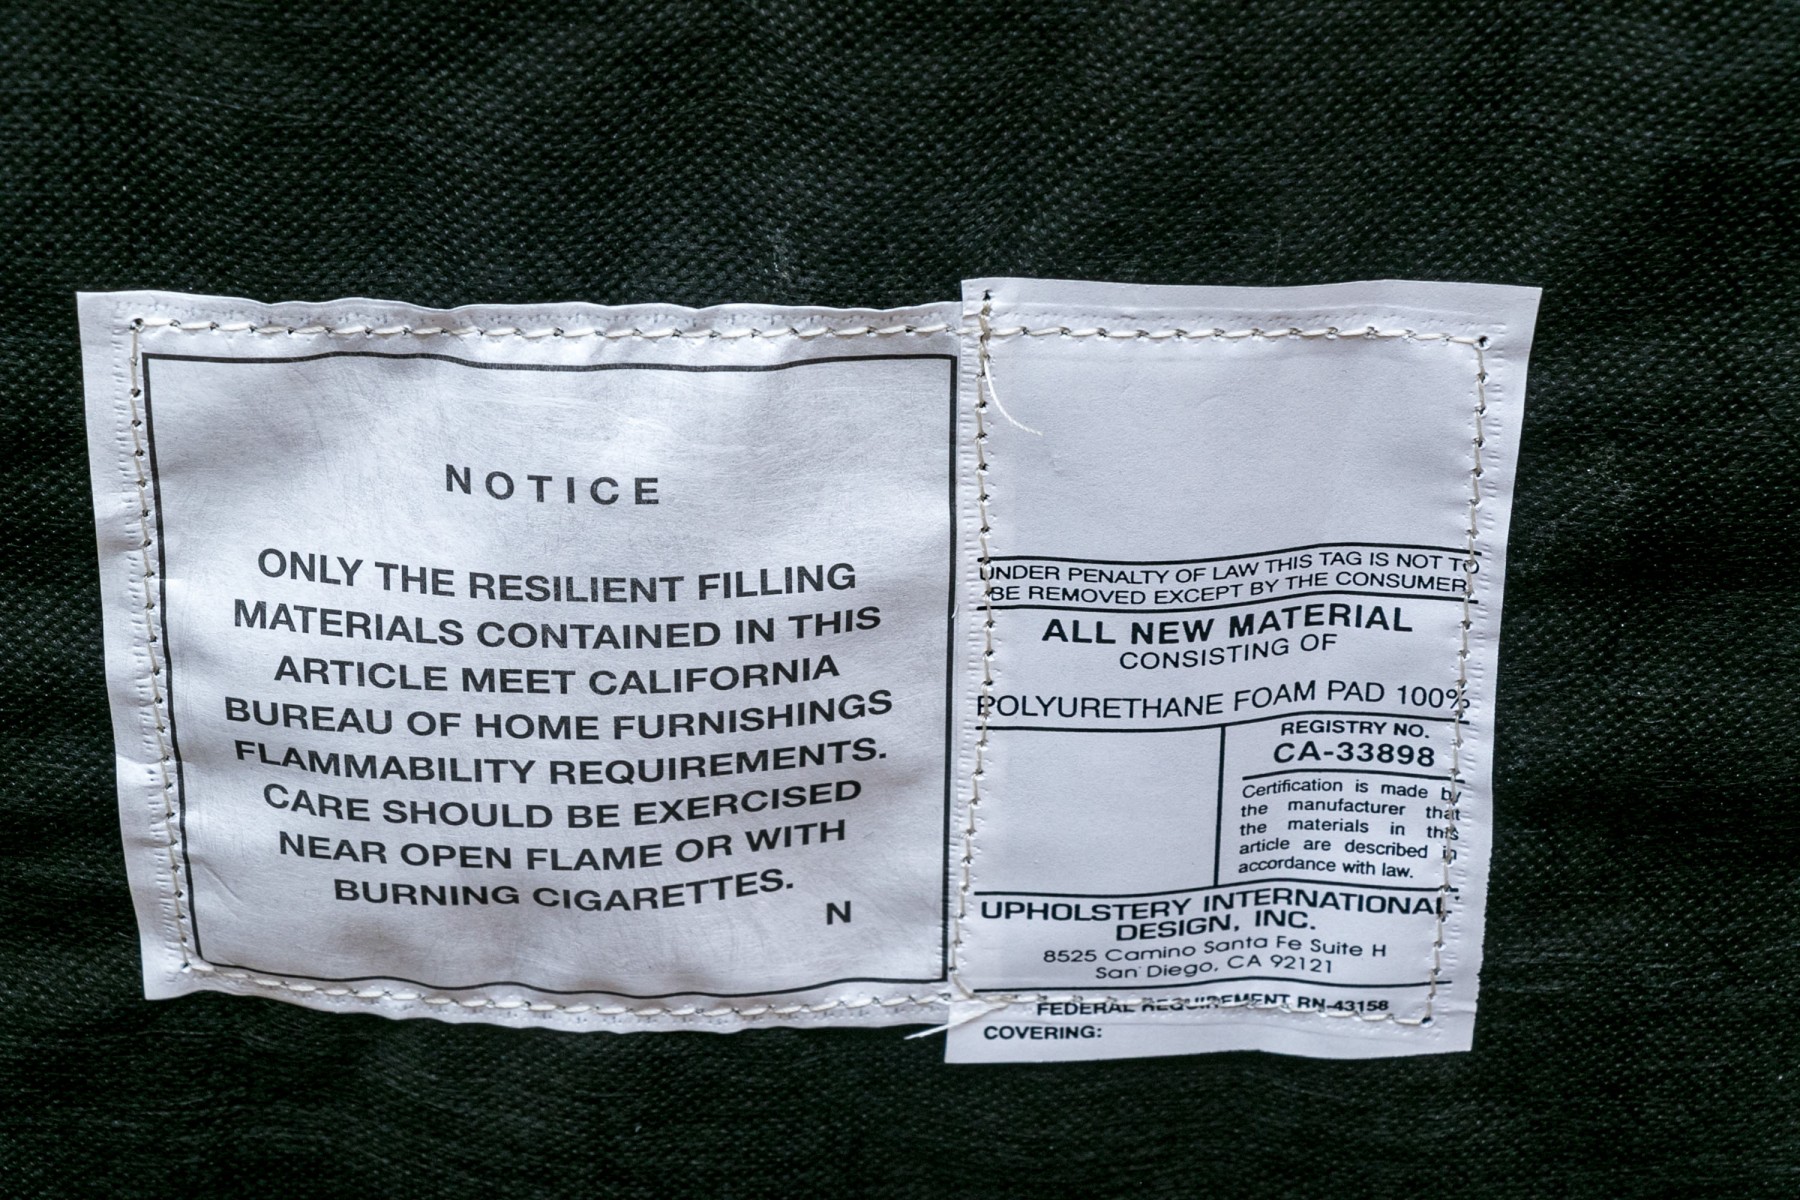 NOTICE
ONLY THE RESILIENT FILLING
MATERIALS CONTAINED IN THIS
ARTICLE MEET CALIFORNIA
BUREAU OF HOME FURNISHINGS
FLAMMABILITY REQUIREMENTS.
CARE SHOULD BE EXERCISED
NEAR OPEN FLAME OR WITH
BURNING CIGARETTES.
N
UNDER PENALTY OF LAW THIS TAG IS NOT TO
BE REMOVED EXCEPT BY THE CONSUMER
ALL NEW MATERIAL
CONSISTING OF
POLYURETHANE FOAM PAD 100%
REGISTRY NO.
CA-33898
Certification is made by
the manufacturer that
the materials in this
article are described in
accordance with law.
UPHOLSTERY INTERNATIONAL
DESIGN, INC.
8525 Camino Santa Fe Suite H
San Diego, CA 92121
FEDERAL REQUIREMENT RN-43158
COVERING: